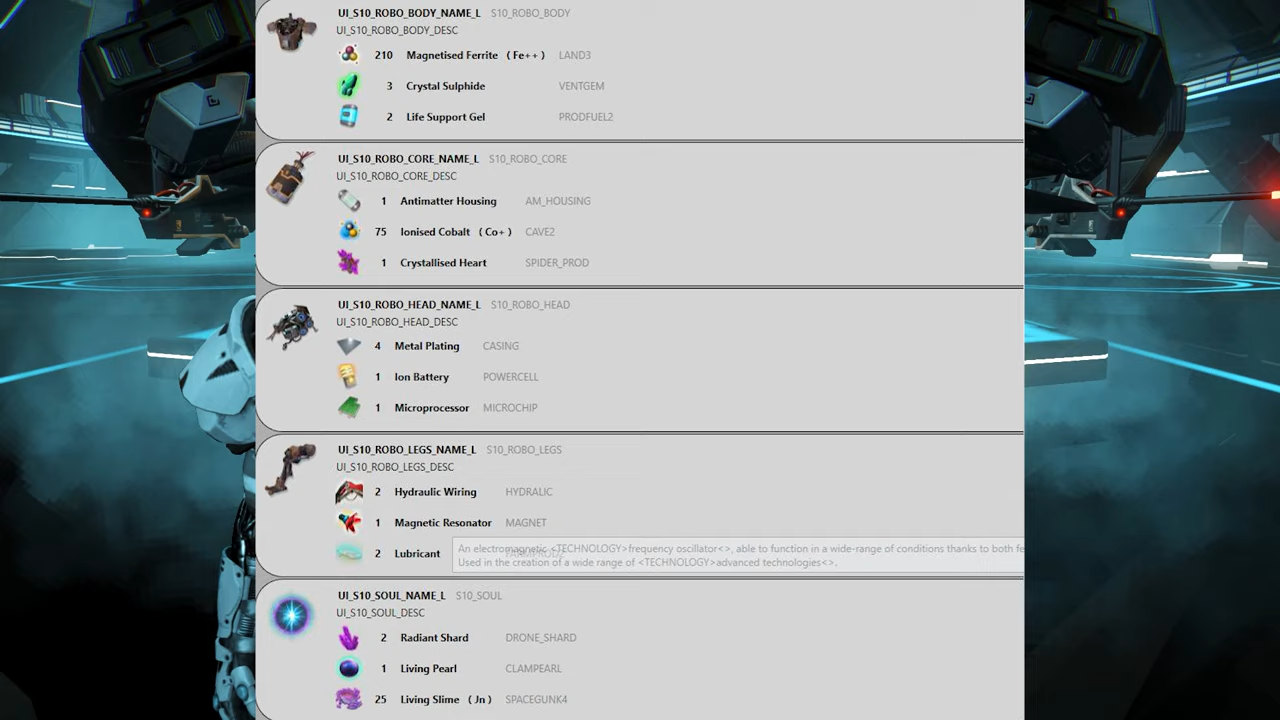 UI_S10_ROBO_BODY_NAME_L S10_ROBO_BODY
UI_S10_ROBO_BODY_DESC
210 Magnetised Ferrite ( Fe++ ) LAND3
3 Crystal Sulphide VENTGEM
2 Life Support Gel PRODFUEL2
UI_S10_ROBO_CORE_NAME_L S10_ROBO_CORE
UI_S10_ROBO_CORE_DESC
1 Antimatter Housing AM_HOUSING
75 Ionised Cobalt ( Co+ ) CAVE2
1 Crystallised Heart SPIDER_PROD
UI_S10_ROBO_HEAD_NAME_L S10_ROBO_HEAD
UI_S10_ROBO_HEAD_DESC
4 Metal Plating CASING
1 Ion Battery POWERCELL
1 Microprocessor MICROCHIP
UI_S10_ROBO_LEGS_NAME_L S10_ROBO_LEGS
UI_S10_ROBO_LEGS_DESC
2 Hydraulic Wiring HYDRALIC
1 Magnetic Resonator MAGNET
2 Lubricant
An electromagnetic <TECHNOLOGY>frequency oscillator<>, able to function in a wide-range of conditions thanks to both fe
Used in the creation of a wide range of <TECHNOLOGY>advanced technologies<>.
UI_S10_SOUL_NAME_L S10_SOUL
UI_S10_SOUL_DESC
2 Radiant Shard DRONE_SHARD
1 Living Pearl CLAMPEARL
25 Living Slime ( Jn ) SPACEGUNK4